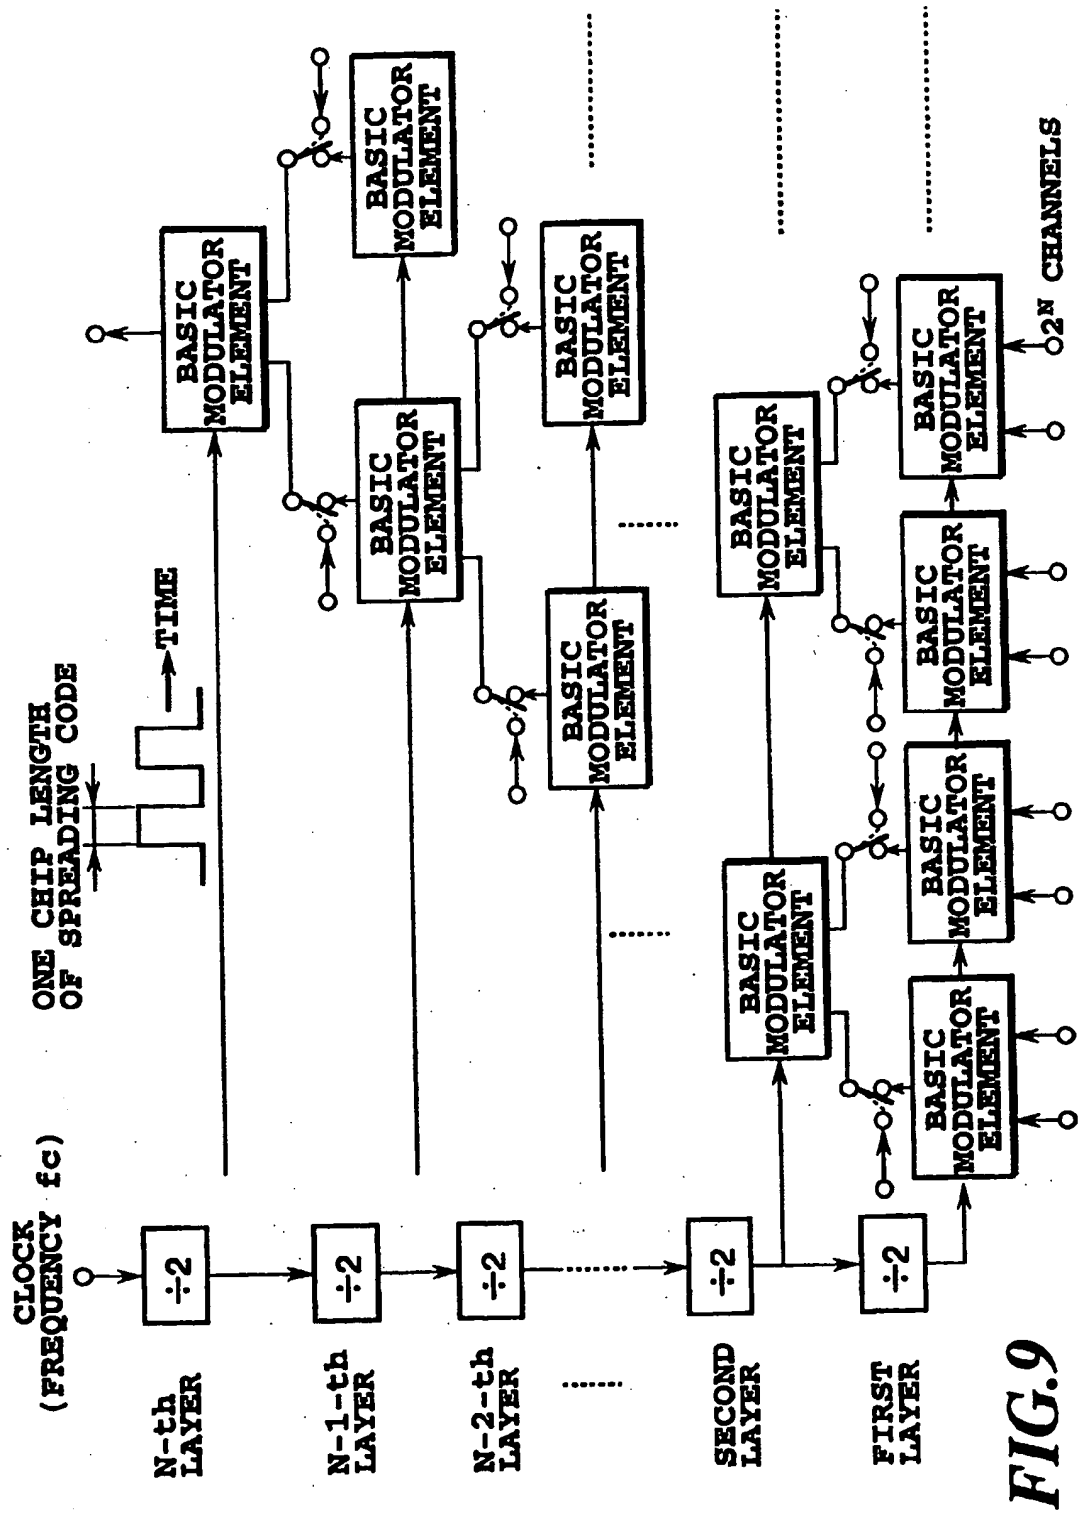 CLOCK
(FREQUENCY fc)
ONE CHIP LENGTH
OF SPREADING CODE
TIME
N-th
LAYER
÷2
BASIC
MODULATOR
ELEMENT
N-1-th
LAYER
÷2
BASIC
MODULATOR
ELEMENT
BASIC
MODULATOR
ELEMENT
N-2-th
LAYER
÷2
BASIC
MODULATOR
ELEMENT
BASIC
MODULATOR
ELEMENT
SECOND
LAYER
÷2
BASIC
MODULATOR
ELEMENT
BASIC
MODULATOR
ELEMENT
FIRST
LAYER
÷2
BASIC
MODULATOR
ELEMENT
BASIC
MODULATOR
ELEMENT
BASIC
MODULATOR
ELEMENT
BASIC
MODULATOR
ELEMENT
2ᴺ CHANNELS
FIG.9